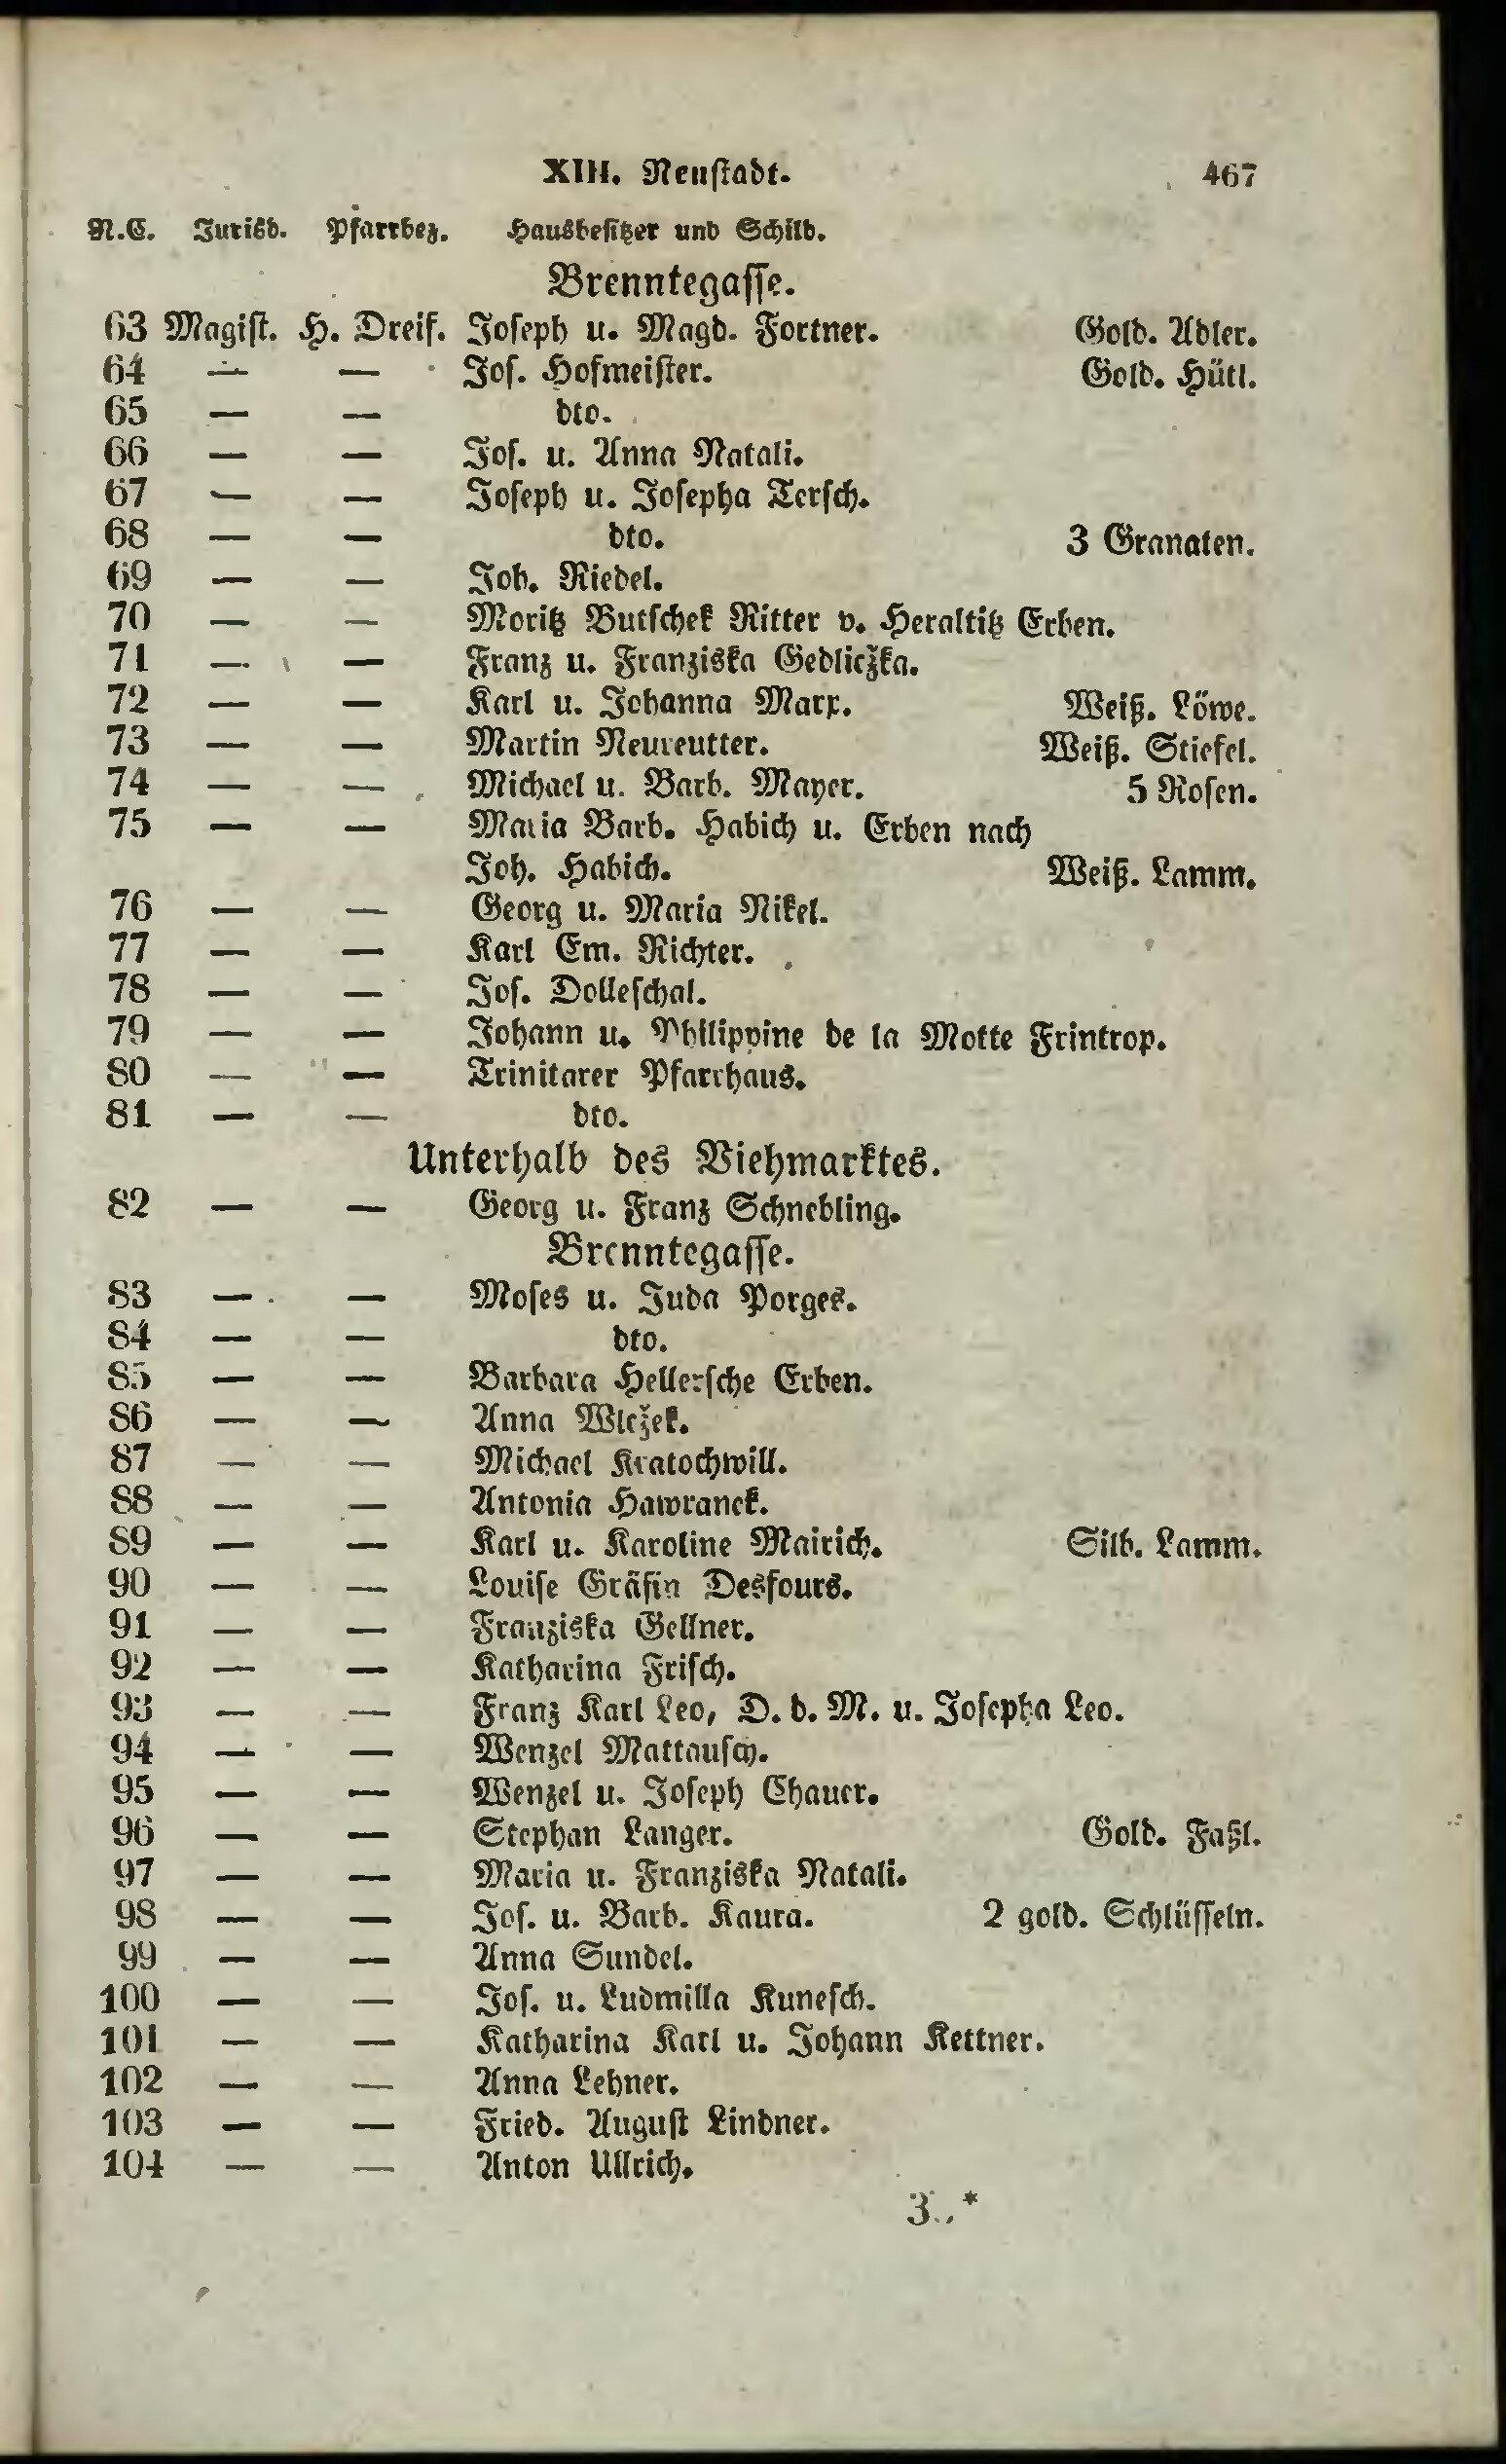 XIII. Neustadt. 467
N.C. Jurisd. Pfarrbez. Hausbesitzer und Schild.
Brenntegasse.
63 Magist. H. Dreif. Joseph u. Magd. Fortner. Gold. Adler.
64 — — Jos. Hofmeister. Gold. Hütl.
65 — — dto.
66 — — Jos. u. Anna Natali.
67 — — Joseph u. Josepha Tersch.
68 — — dto. 3 Granaten.
69 — — Joh. Riedel.
70 — — Moritz Butschek Ritter v. Heraltitz Erben.
71 — — Franz u. Franziska Gedliczka.
72 — — Karl u. Johanna Marx. Weiß. Löwe.
73 — — Martin Neureutter. Weiß. Stiefel.
74 — — Michael u. Barb. Mayer. 5 Rosen.
75 — — Maria Barb. Habich u. Erben nach
Joh. Habich. Weiß. Lamm.
76 — — Georg u. Maria Nikel.
77 — — Karl Em. Richter.
78 — — Jos. Dolleschal.
79 — — Johann u. Philippine de la Motte Frintrop.
80 — — Trinitarer Pfarrhaus.
81 — — dto.
Unterhalb des Viehmarktes.
82 — — Georg u. Franz Schnebling.
Brenntegasse.
83 — — Moses u. Juda Porges.
84 — — dto.
85 — — Barbara Hellersche Erben.
86 — — Anna Wlczek.
87 — — Michael Kratochwill.
88 — — Antonia Hawranek.
89 — — Karl u. Karoline Mairich. Silb. Lamm.
90 — — Louise Gräfin Desfours.
91 — — Franziska Gellner.
92 — — Katharina Frisch.
93 — — Franz Karl Leo, D. d. M. u. Josepha Leo.
94 — — Wenzel Mattausch.
95 — — Wenzel u. Joseph Chauer.
96 — — Stephan Langer. Gold. Faßl.
97 — — Maria u. Franziska Natali.
98 — — Jos. u. Barb. Kaura. 2 gold. Schlüsseln.
99 — — Anna Sundel.
100 — — Jos. u. Ludmilla Kunesch.
101 — — Katharina Karl u. Johann Kettner.
102 — — Anna Lehner.
103 — — Fried. August Lindner.
104 — — Anton Ullrich.